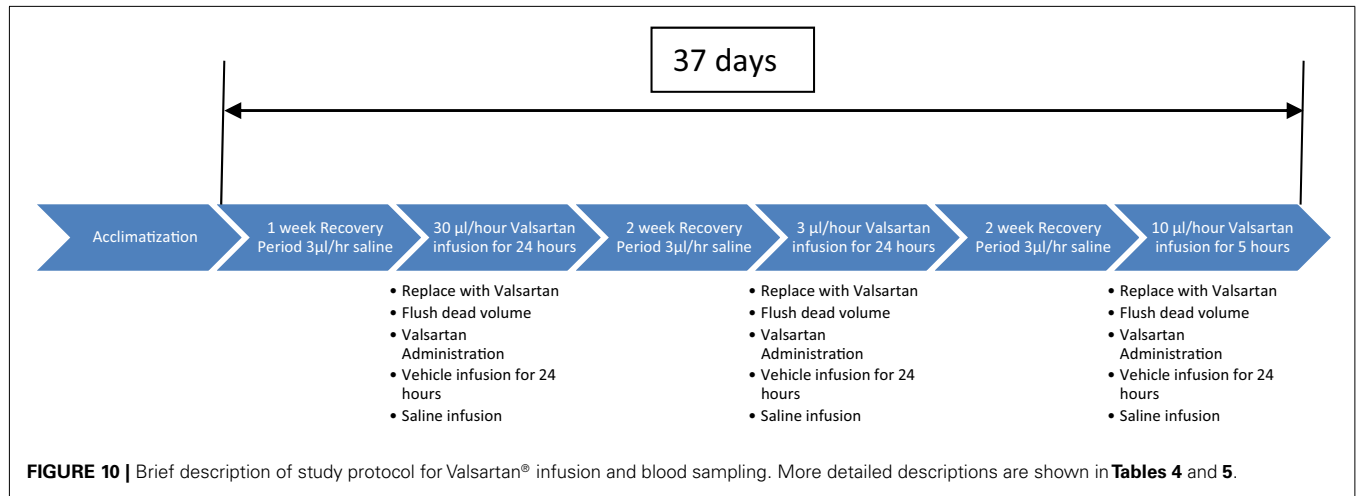 37 days
Acclimatization
1 week Recovery
Period 3μl/hr saline
30 μl/hour Valsartan
infusion for 24 hours
2 week Recovery
Period 3μl/hr saline
3 μl/hour Valsartan
infusion for 24 hours
2 week Recovery
Period 3μl/hr saline
10 μl/hour Valsartan
infusion for 5 hours
• Replace with Valsartan
• Flush dead volume
• Valsartan
Administration
• Vehicle infusion for 24
hours
• Saline infusion
• Replace with Valsartan
• Flush dead volume
• Valsartan
Administration
• Vehicle infusion for 24
hours
• Saline infusion
• Replace with Valsartan
• Flush dead volume
• Valsartan
Administration
• Vehicle infusion for 24
hours
• Saline infusion
FIGURE 10 | Brief description of study protocol for Valsartan® infusion and blood sampling. More detailed descriptions are shown in Tables 4 and 5.